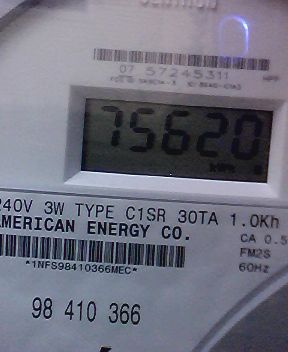 CENTRON
07 57245311
75620
240V 3W TYPE C1SR 30TA 1.0Kh
AMERICAN ENERGY CO.
CA 0.5
FM2S
60Hz
*1NFS98410366MEC*
98 410 366